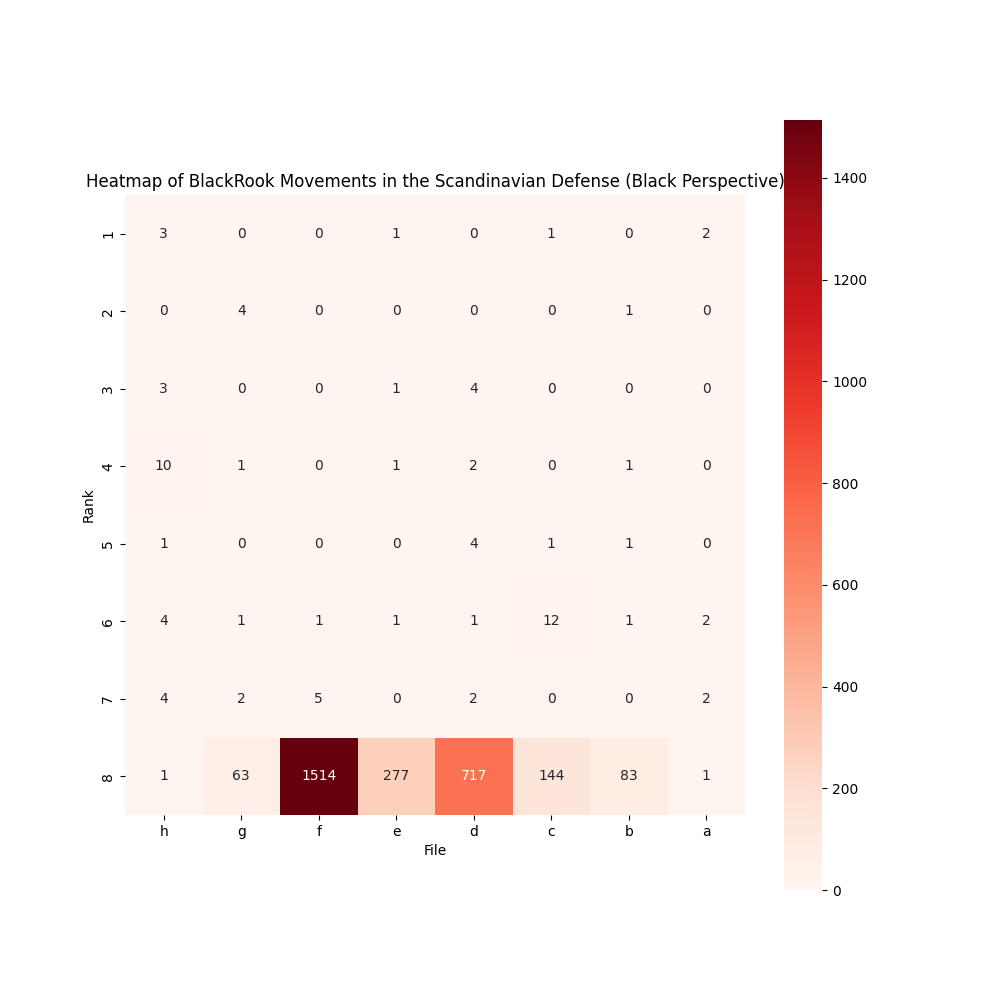 Heatmap of BlackRook Movements in the Scandinavian Defense (Black Perspective)
1 3 0 0 1 0 1 0 2
2 0 4 0 0 0 0 1 0
3 3 0 0 1 4 0 0 0
4 10 1 0 1 2 0 1 0
5 1 0 0 0 4 1 1 0
6 4 1 1 1 1 12 1 2
7 4 2 5 0 2 0 0 2
8 1 63 1514 277 717 144 83 1
h g f e d c b a
File
Rank
1400
1200
1000
800
600
400
200
0